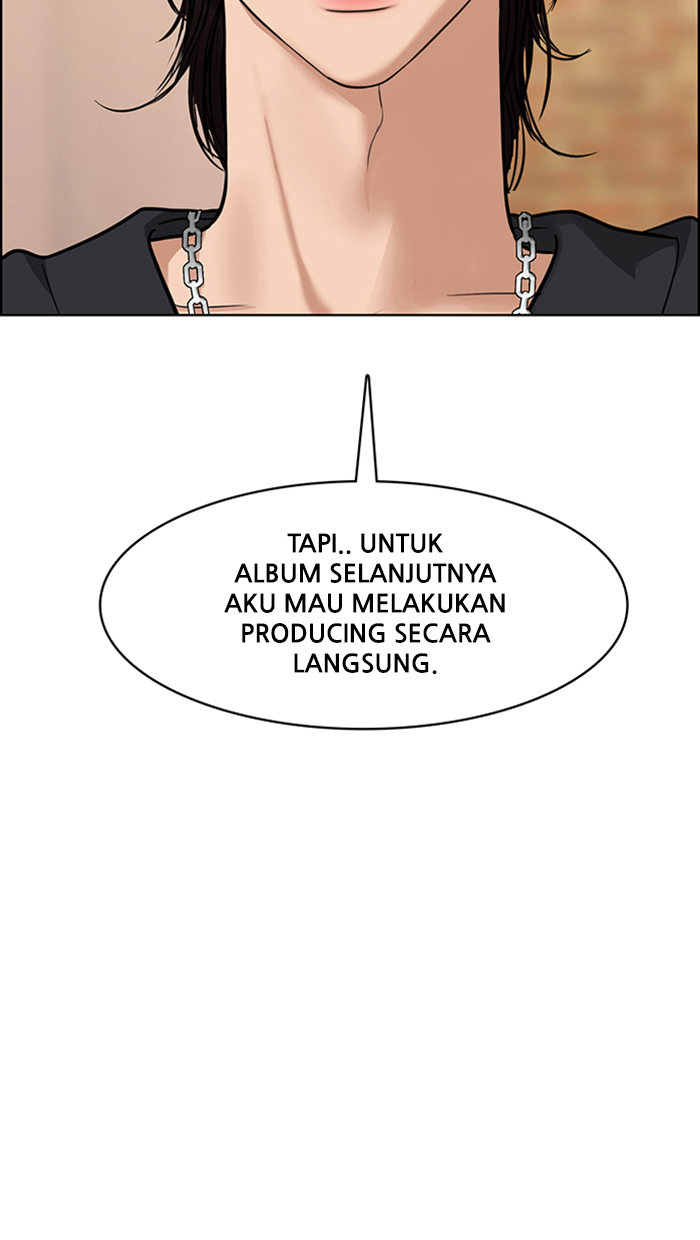 TAPI.. UNTUK
ALBUM SELANJUTNYA
AKU MAU MELAKUKAN
PRODUCING SECARA
LANGSUNG.